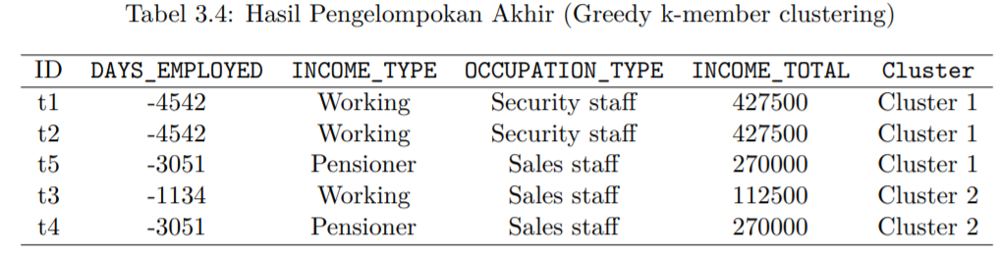 Tabel 3.4: Hasil Pengelompokan Akhir (Greedy k-member clustering)
ID DAYS_EMPLOYED INCOME_TYPE OCCUPATION_TYPE INCOME_TOTAL Cluster
t1 -4542 Working Security staff 427500 Cluster 1
t2 -4542 Working Security staff 427500 Cluster 1
t5 -3051 Pensioner Sales staff 270000 Cluster 1
t3 -1134 Working Sales staff 112500 Cluster 2
t4 -3051 Pensioner Sales staff 270000 Cluster 2